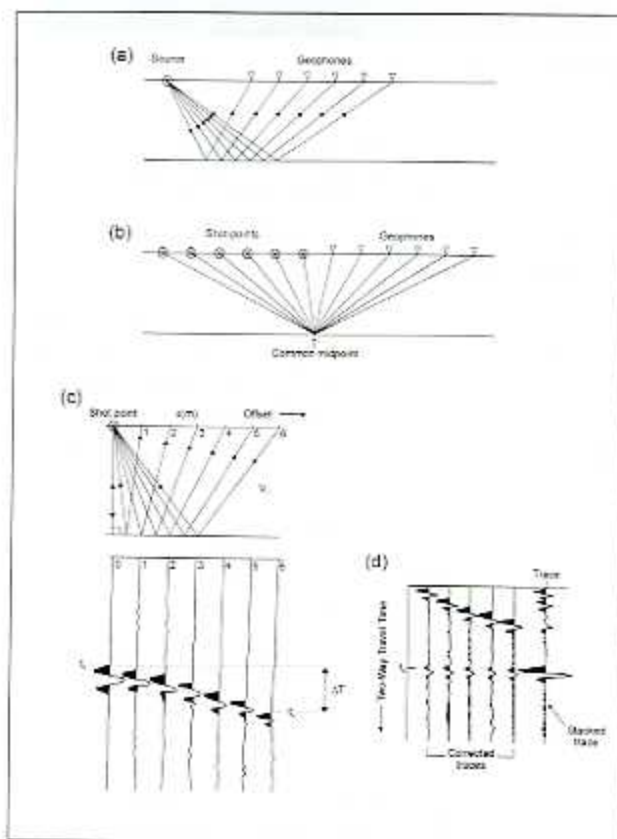 (a)
Source Geophones
(b)
Shot points Geophones
Common midpoint
(c)
Shot point x(m) Offset
1 2 3 4 5 6
V
0 1 2 3 4 5 6
ΔT
(d)
Trace
Two-Way Travel Time
Stacked
trace
Corrected
traces